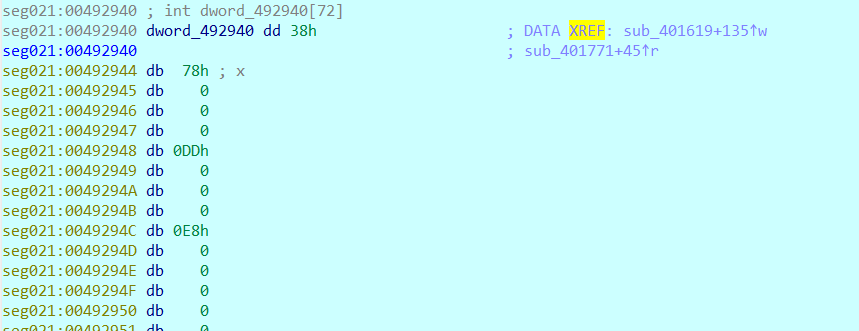 seg021:00492940 ; int dword_492940[72]
seg021:00492940 dword_492940 dd 38h ; DATA XREF: sub_401619+135↑w
seg021:00492940 ; sub_401771+45↑r
seg021:00492944 db 78h ; x
seg021:00492945 db 0
seg021:00492946 db 0
seg021:00492947 db 0
seg021:00492948 db 0DDh
seg021:00492949 db 0
seg021:0049294A db 0
seg021:0049294B db 0
seg021:0049294C db 0E8h
seg021:0049294D db 0
seg021:0049294E db 0
seg021:0049294F db 0
seg021:00492950 db 0
seg021:00492951 db 0